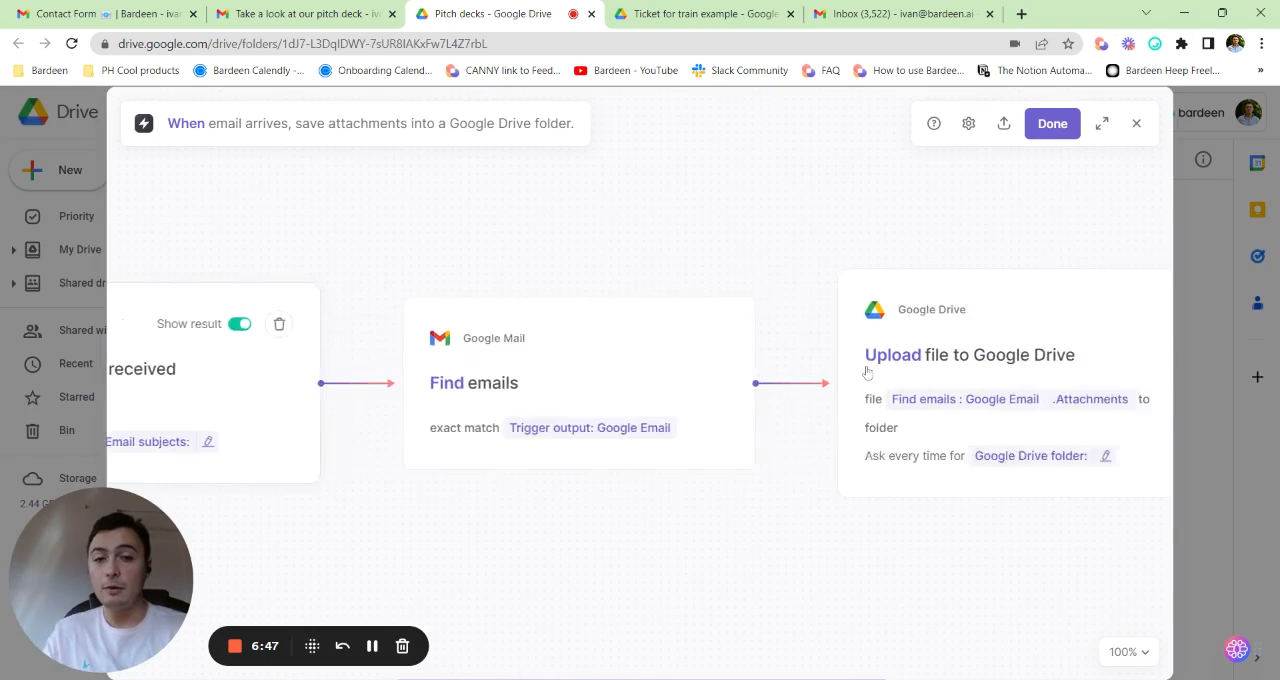 Contact Form 📧 | Bardeen - ivan
Take a look at our pitch deck - iv
Pitch decks - Google Drive
Ticket for train example - Google
Inbox (3,522) - ivan@bardeen.ai
drive.google.com/drive/folders/1dJ7-L3DqIDWY-7sUR8IAKxFw7L4Z7rbL
Bardeen
PH Cool products
Bardeen Calendly -...
Onboarding Calend...
CANNY link to Feed...
Bardeen - YouTube
Slack Community
FAQ
How to use Bardee...
The Notion Automa...
Bardeen Heep Freel...
»
Drive
When email arrives, save attachments into a Google Drive folder.
Done
bardeen
New
Priority
My Drive
Shared dr
Shared wi
Recent
Starred
Bin
Storage
2.44 G
Show result
received
Email subjects:
Google Mail
Find emails
exact match Trigger output: Google Email
Google Drive
Upload file to Google Drive
file Find emails : Google Email .Attachments to
folder
Ask every time for Google Drive folder:
6:47
100%